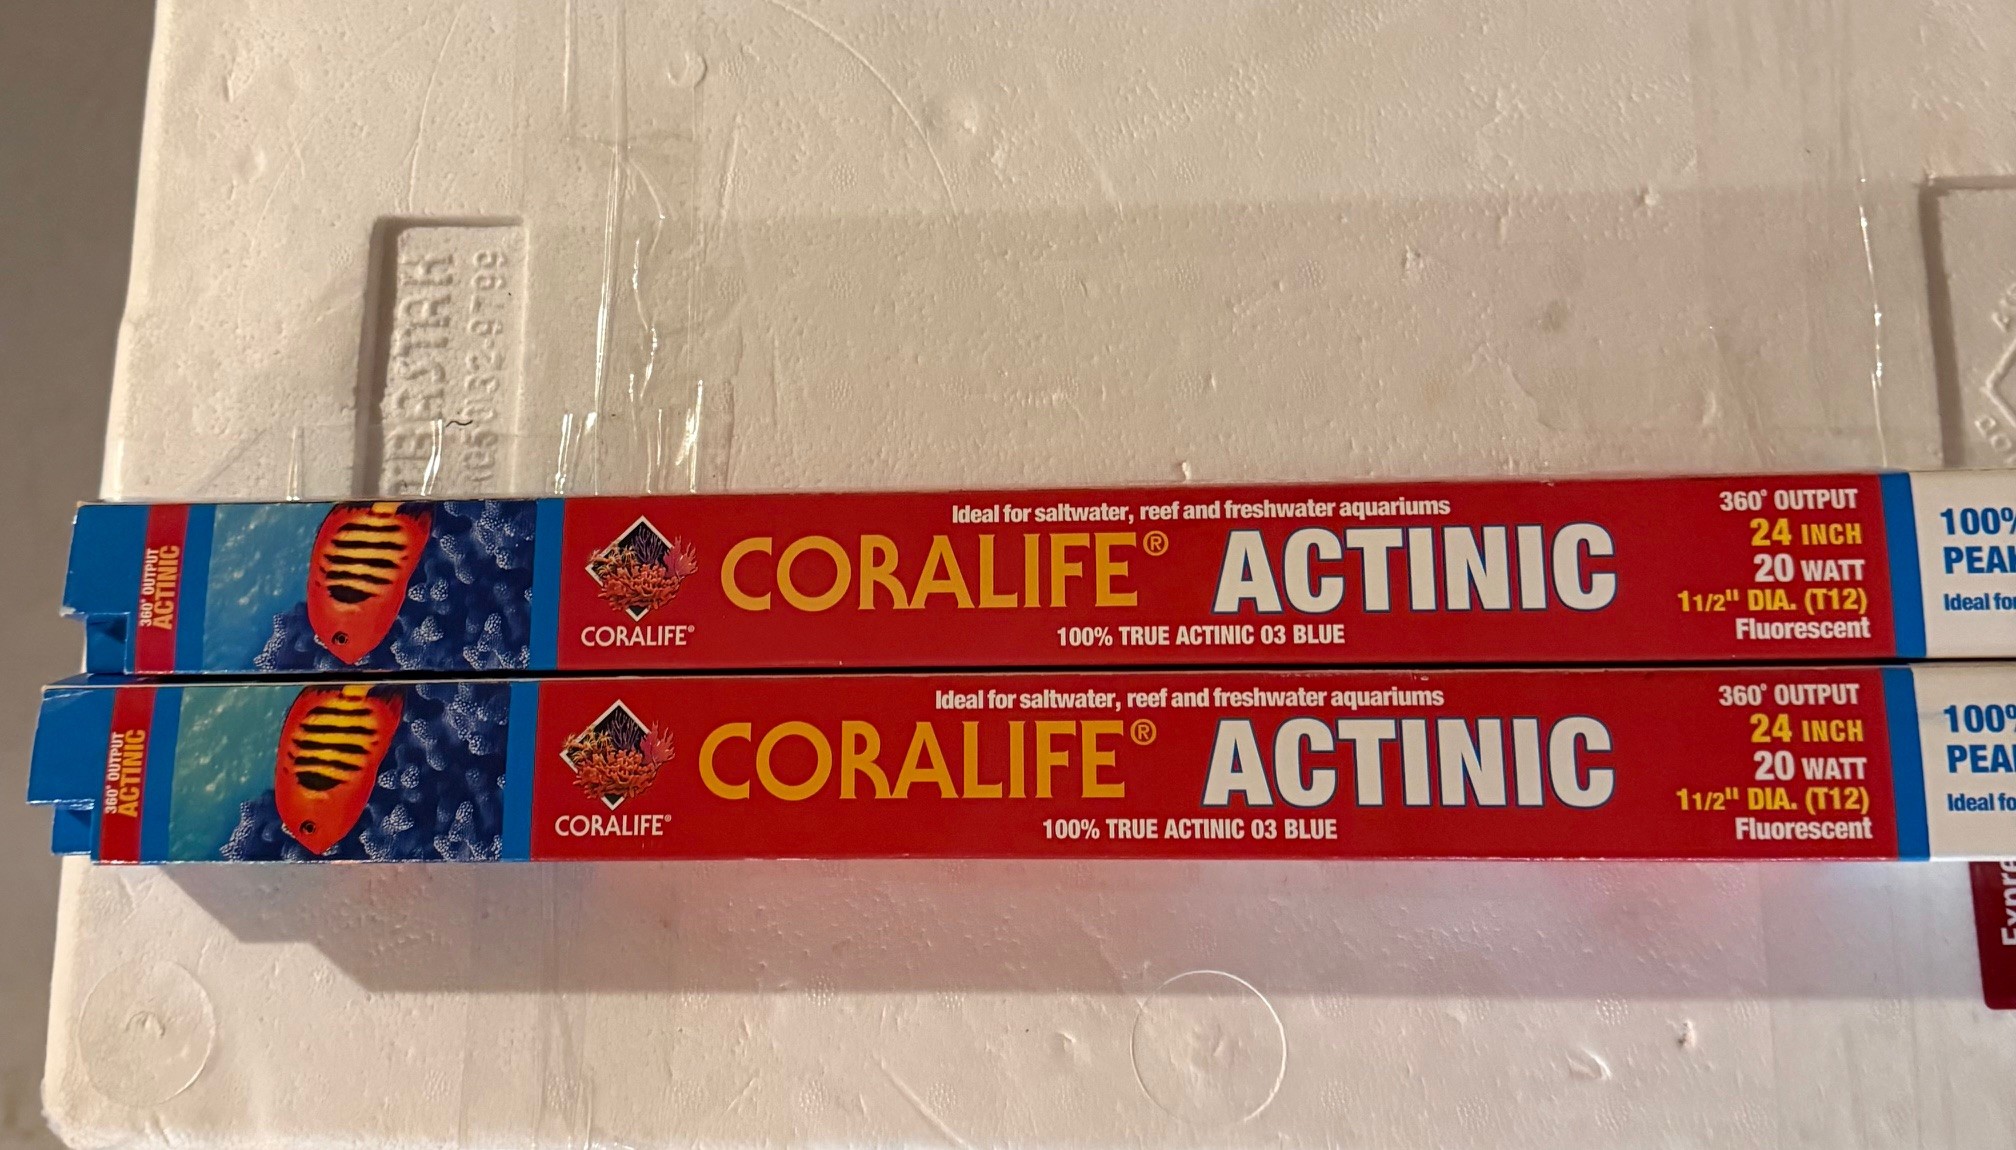 360° OUTPUT
ACTINIC
CORALIFE®
Ideal for saltwater, reef and freshwater aquariums
CORALIFE® ACTINIC
100% TRUE ACTINIC 03 BLUE
360° OUTPUT
24 INCH
20 WATT
1 1/2" DIA. (T12)
Fluorescent
100%
Ideal
360° OUTPUT
ACTINIC
CORALIFE®
Ideal for saltwater, reef and freshwater aquariums
CORALIFE® ACTINIC
100% TRUE ACTINIC 03 BLUE
360° OUTPUT
24 INCH
20 WATT
1 1/2" DIA. (T12)
Fluorescent
Ideal